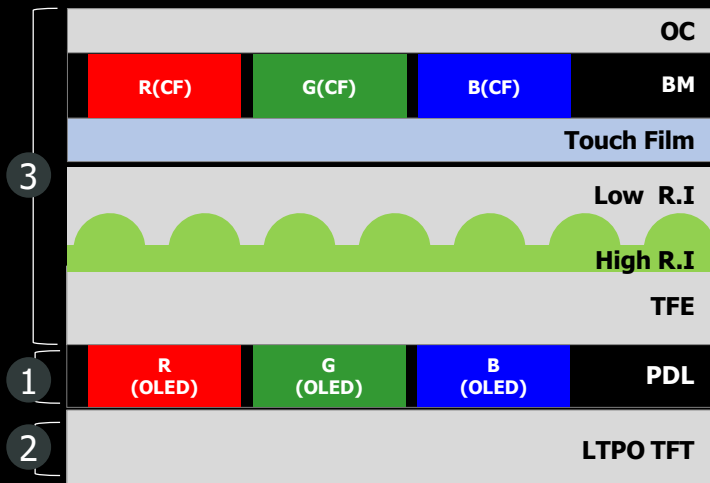 OC
R(CF) G(CF) B(CF) BM
Touch Film
3
Low R.I
High R.I
TFE
1
R
(OLED)
G
(OLED)
B
(OLED)
PDL
2
LTPO TFT